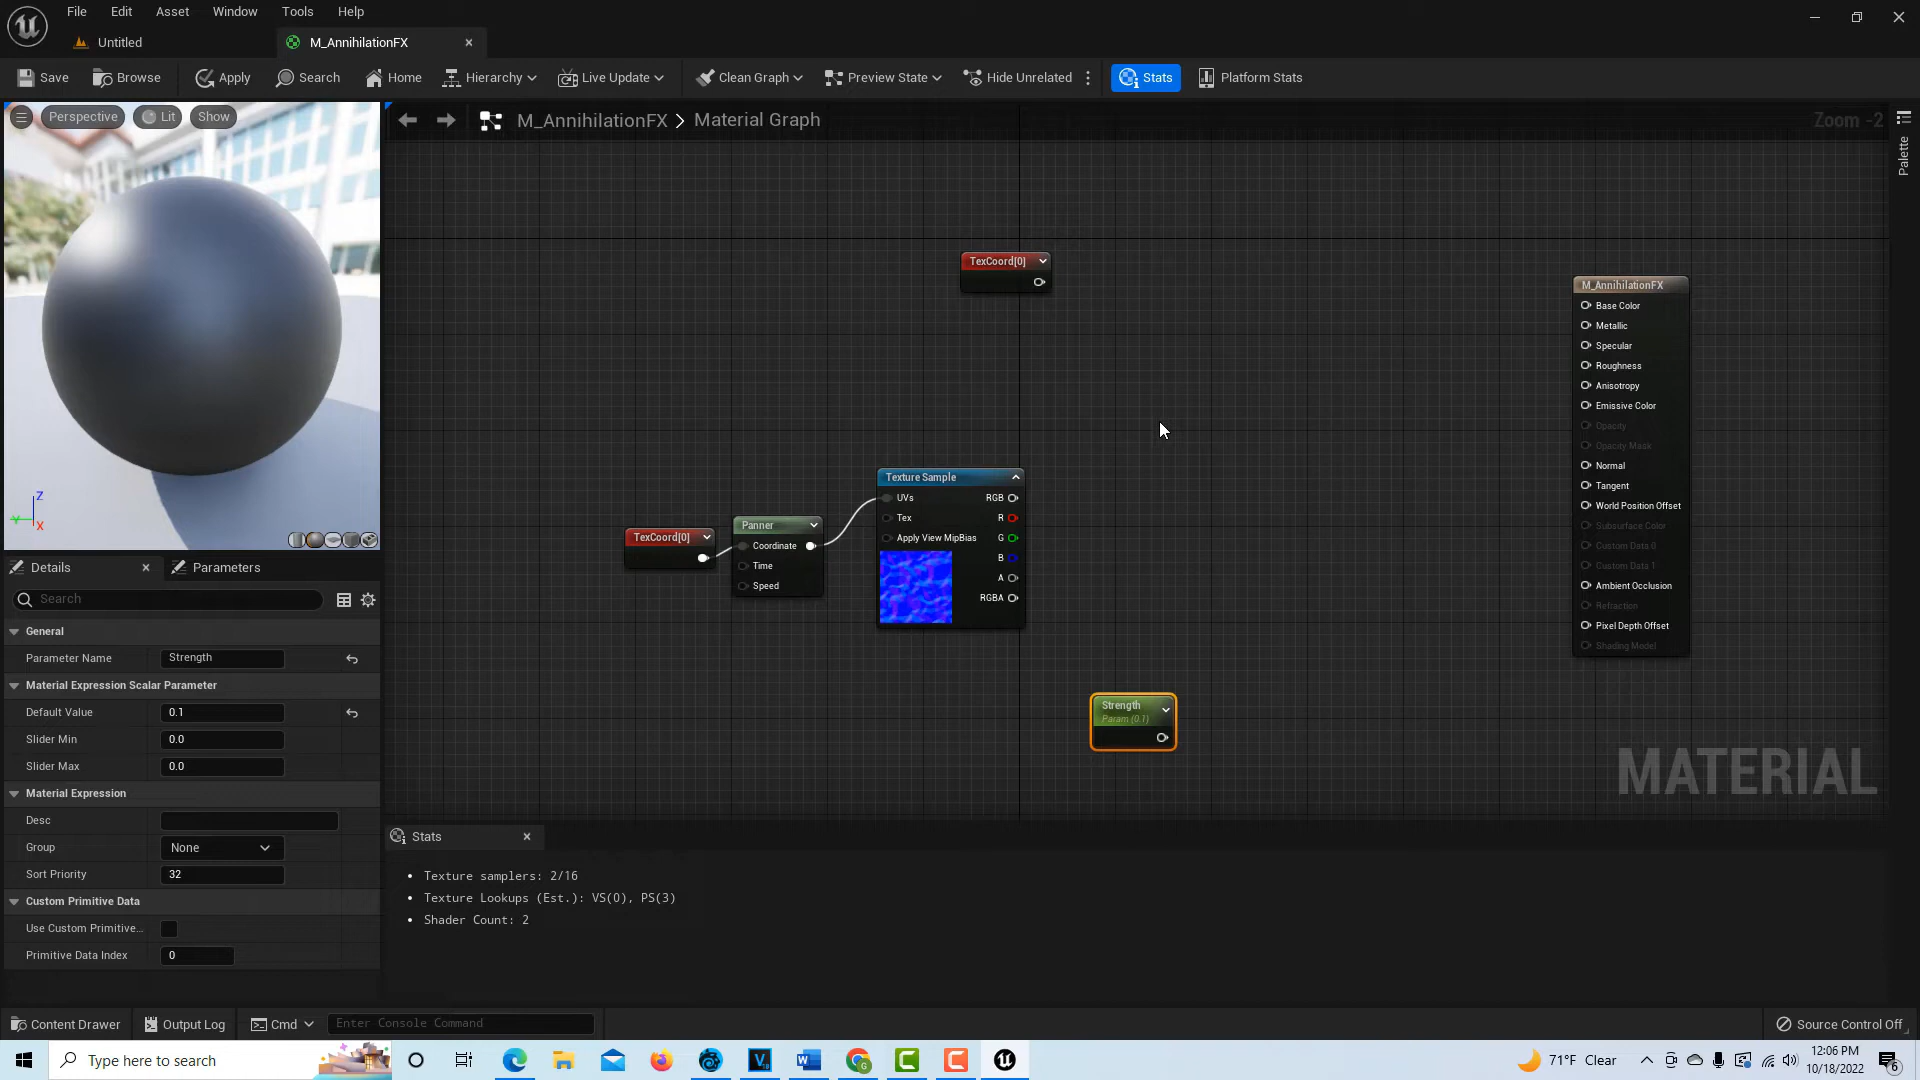 File Edit Asset Window Tools Help
Untitled M_AnnihilationFX
Save Browse Apply Search Home Hierarchy Live Update Clean Graph Preview State Hide Unrelated Stats Platform Stats
Perspective Lit Show
M_AnnihilationFX > Material Graph
Zoom -2
Palette
TexCoord[0]
M_AnnihilationFX
Base Color
Metallic
Specular
Roughness
Anisotropy
Emissive Color
Opacity
Opacity Mask
Normal
Tangent
World Position Offset
Subsurface Color
Custom Data 0
Custom Data 1
Ambient Occlusion
Refraction
Pixel Depth Offset
Shading Model
Texture Sample
UVs RGB
Tex R
Apply View MipBias G
B
A
RGBA
TexCoord[0]
Panner
Coordinate
Time
Speed
Strength
Param (0.1)
MATERIAL
Z
Y
X
Details Parameters
Search
General
Parameter Name Strength
Material Expression Scalar Parameter
Default Value 0.1
Slider Min 0.0
Slider Max 0.0
Material Expression
Desc
Group None
Sort Priority 32
Custom Primitive Data
Use Custom Primitive...
Primitive Data Index 0
Stats
Texture samplers: 2/16
Texture Lookups (Est.): VS(0), PS(3)
Shader Count: 2
Content Drawer Output Log Cmd Enter Console Command Source Control Off
Type here to search
71°F Clear
12:06 PM
10/18/2022
6